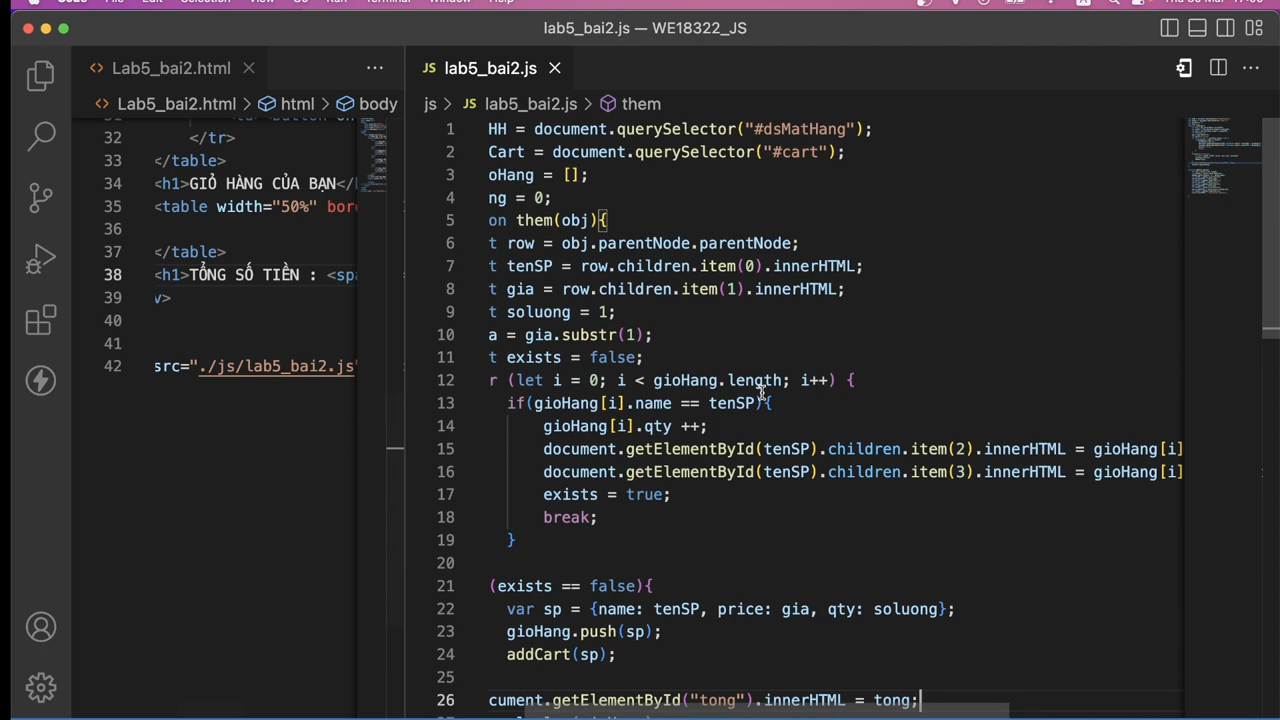 lab5_bai2.js — WE18322_JS
Lab5_bai2.html
Lab5_bai2.html > html > body
32 </tr>
33 </table>
34 <h1>GIỎ HÀNG CỦA BẠN</
35 <table width="50%" bor
36
37 </table>
38 <h1>TỔNG SỐ TIỀN : <spa
39 v>
40
41
42 src="./js/lab5_bai2.js"
JS lab5_bai2.js
js > JS lab5_bai2.js > them
1 HH = document.querySelector("#dsMatHang");
2 Cart = document.querySelector("#cart");
3 oHang = [];
4 ng = 0;
5 on them(obj){
6 t row = obj.parentNode.parentNode;
7 t tenSP = row.children.item(0).innerHTML;
8 t gia = row.children.item(1).innerHTML;
9 t soluong = 1;
10 a = gia.substr(1);
11 t exists = false;
12 r (let i = 0; i < gioHang.length; i++) {
13 if(gioHang[i].name == tenSP){
14 gioHang[i].qty ++;
15 document.getElementById(tenSP).children.item(2).innerHTML = gioHang[i]
16 document.getElementById(tenSP).children.item(3).innerHTML = gioHang[i]
17 exists = true;
18 break;
19 }
20
21 (exists == false){
22 var sp = {name: tenSP, price: gia, qty: soluong};
23 gioHang.push(sp);
24 addCart(sp);
25
26 cument.getElementById("tong").innerHTML = tong;